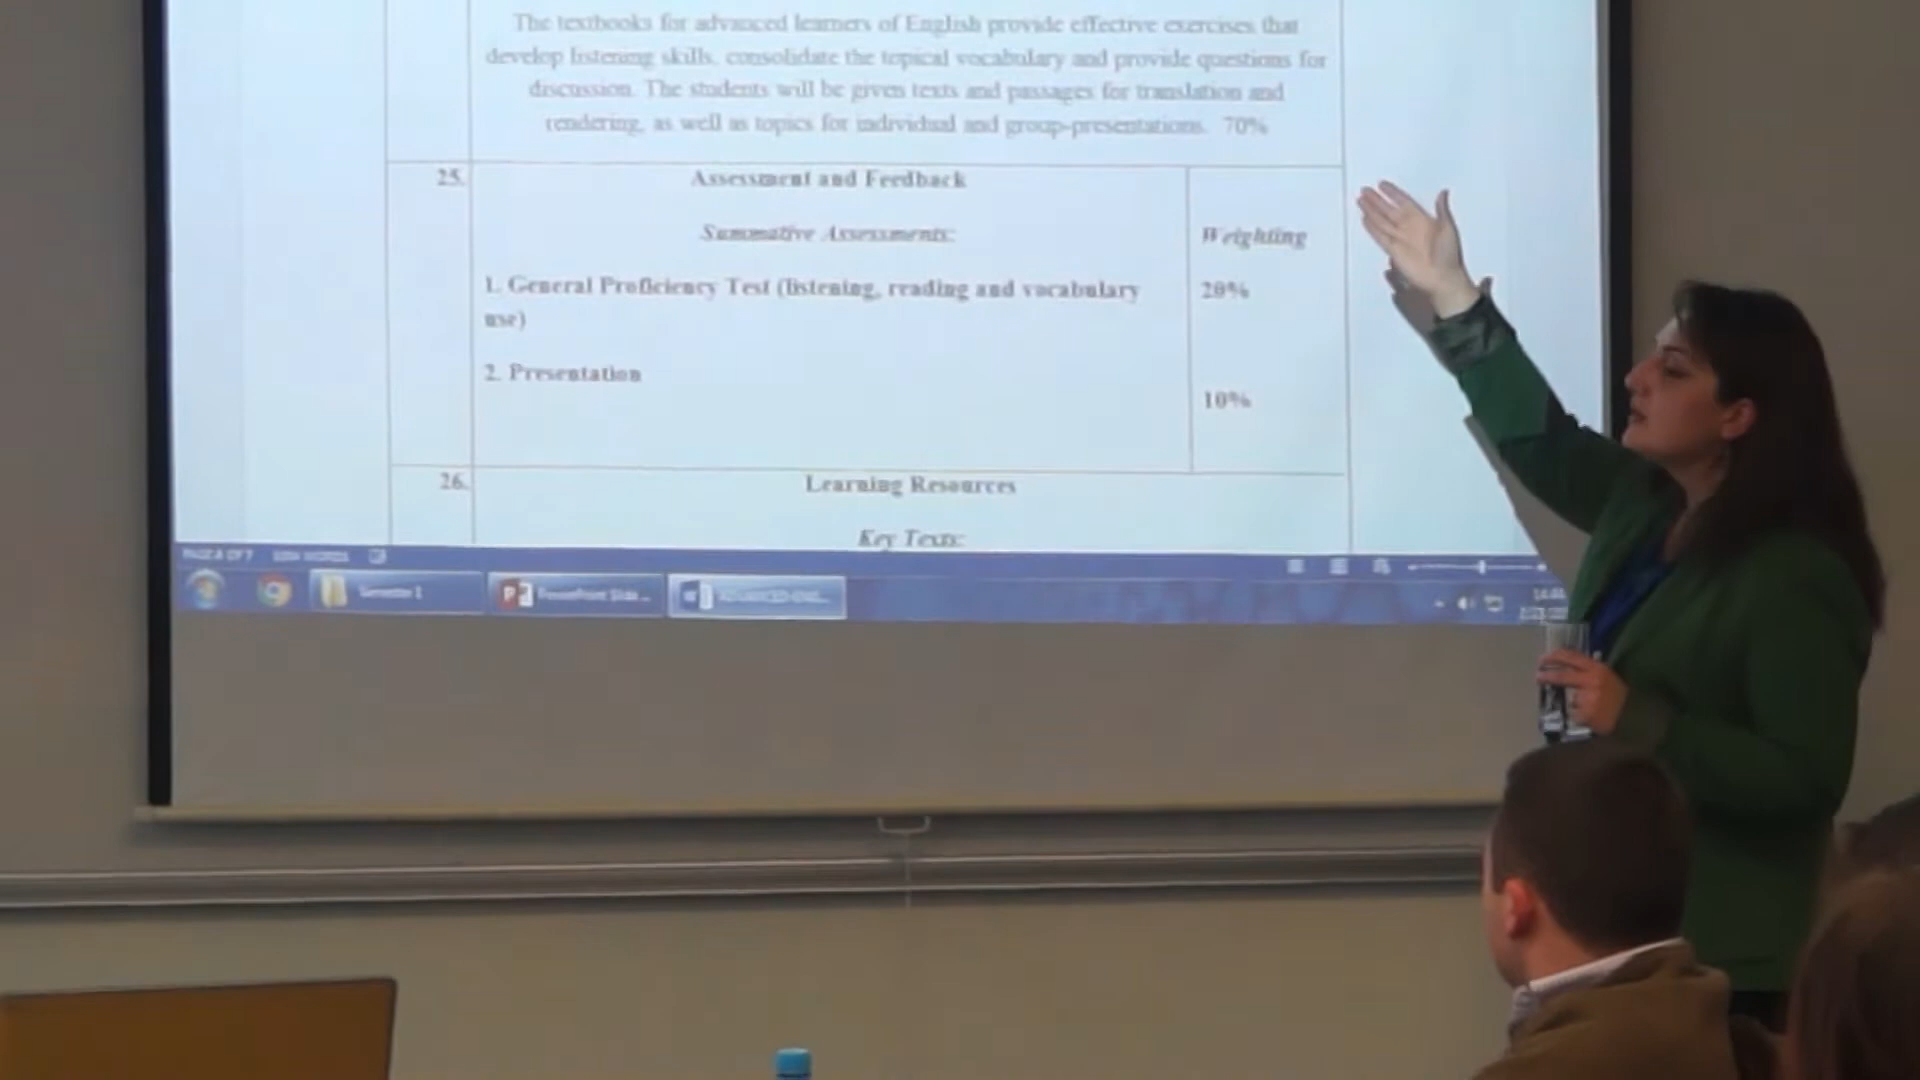 The textbooks for advanced learners of English provide effective exercises that
develop listening skills, consolidate the topical vocabulary and provide questions for
discussion. The students will be given texts and passages for translation and
rendering, as well as topics for individual and group-presentations. 70%
25. Assessment and Feedback
Summative Assessments:
Weighting
1. General Proficiency Test (listening, reading and vocabulary
use)
20%
2. Presentation
10%
26. Learning Resources
Key Texts:
WORDS
PowerPoint Slide...